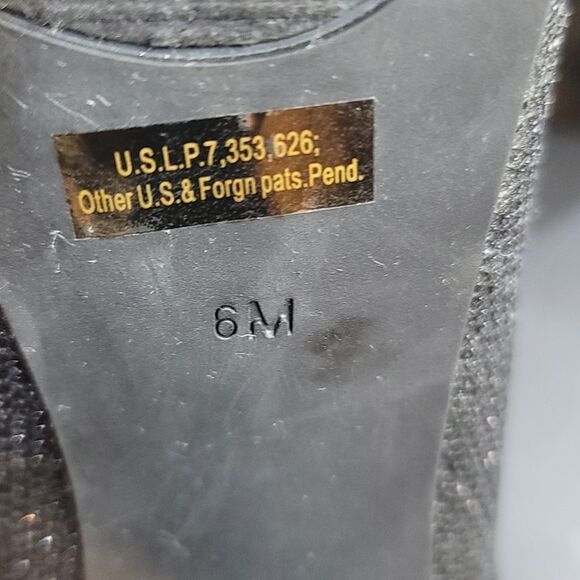 U.S.L.P.7,353,626;
Other U.S.& Forgn pats.Pend.
6M